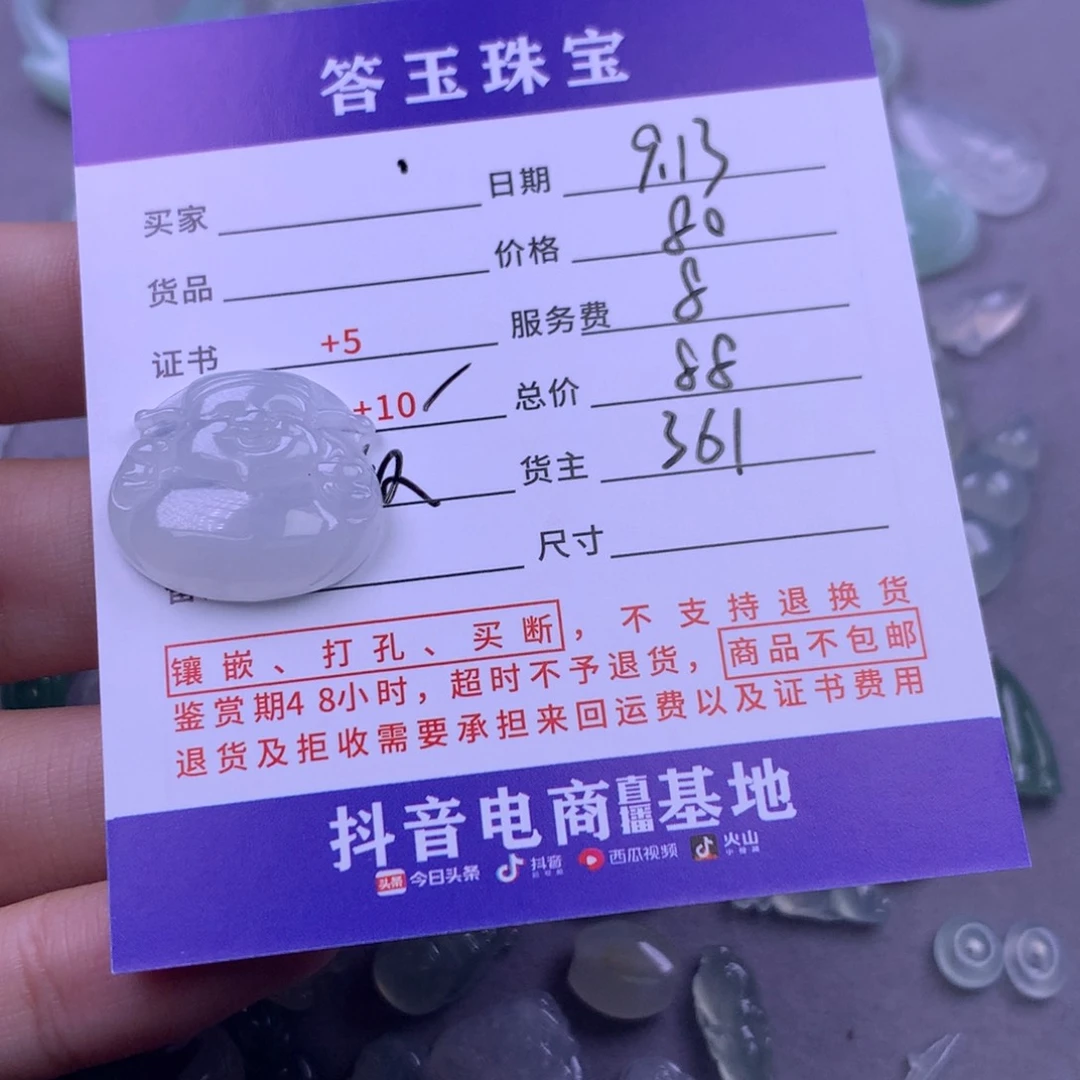 答玉珠宝
买家 日期 9.13
货品 价格 80
证书 +5 服务费 8
+10 总价 88
货主 361
尺寸
镶嵌、打孔、买断，不支持退换货
鉴赏期48小时，超时不予退货，商品不包邮
退货及拒收需要承担来回运费以及证书费用
抖音电商直播基地
头条 今日头条 抖音 西瓜视频 火山